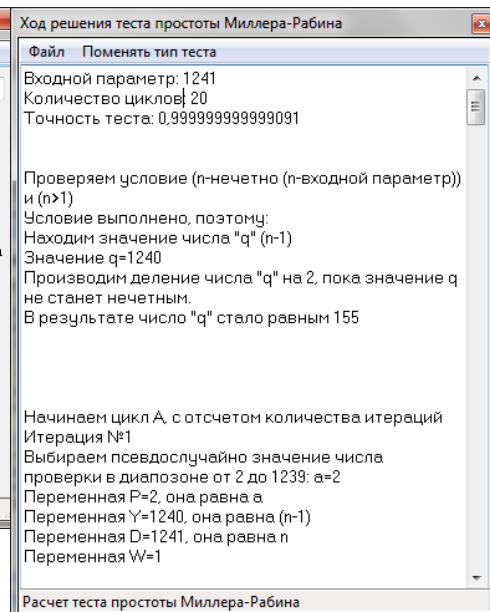 Ход решения теста простоты Миллера-Рабина
Файл Поменять тип теста
Входной параметр: 1241
Количество циклов: 20
Точность теста: 0,999999999999091
Проверяем условие (n-нечетно (n-входной параметр))
и (n>1)
Условие выполнено, поэтому:
Находим значение числа "q" (n-1)
Значение q=1240
Производим деление числа "q" на 2, пока значение q
не станет нечетным.
В результате число "q" стало равным 155
Начинаем цикл А, с отсчетом количества итераций
Итерация №1
Выбираем псевдослучайно значение числа
проверки в диапозоне от 2 до 1239: a=2
Переменная P=2, она равна a
Переменная Y=1240, она равна (n-1)
Переменная D=1241, она равна n
Переменная W=1
Расчет теста простоты Миллера-Рабина